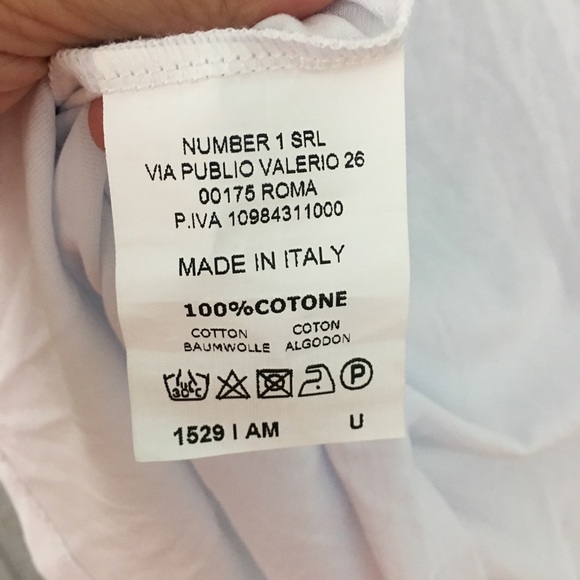 NUMBER 1 SRL
VIA PUBLIO VALERIO 26
00175 ROMA
P.IVA 10984311000
MADE IN ITALY
100%COTONE
COTTON COTON
BAUMWOLLE ALGODON
30°C P
1529 I AM U